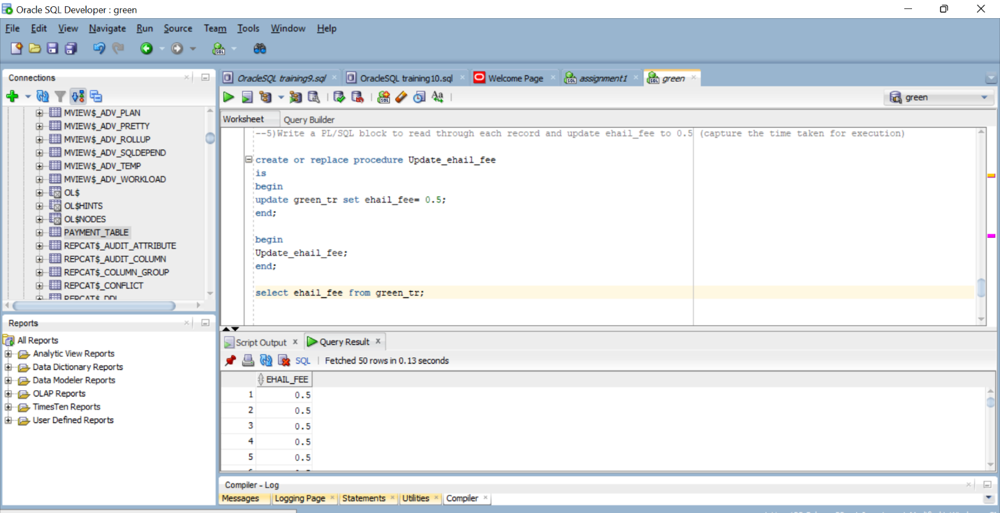 Oracle SQL Developer : green
File Edit View Navigate Run Source Team Tools Window Help
Connections
MVIEW$_ADV_PLAN
MVIEW$_ADV_PRETTY
MVIEW$_ADV_ROLLUP
MVIEW$_ADV_SQLDEPEND
MVIEW$_ADV_TEMP
MVIEW$_ADV_WORKLOAD
OL$
OL$HINTS
OL$NODES
PAYMENT_TABLE
REPCAT$_AUDIT_ATTRIBUTE
REPCAT$_AUDIT_COLUMN
REPCAT$_COLUMN_GROUP
REPCAT$_CONFLICT
REPCAT$_DDL
Reports
All Reports
Analytic View Reports
Data Dictionary Reports
Data Modeler Reports
OLAP Reports
TimesTen Reports
User Defined Reports
OracleSQL training9.sql OracleSQL training10.sql Welcome Page assignment1 green
green
Worksheet Query Builder
--5)Write a PL/SQL block to read through each record and update ehail_fee to 0.5 (capture the time taken for execution)
create or replace procedure Update_ehail_fee
is
begin
update green_tr set ehail_fee= 0.5;
end;
begin
Update_ehail_fee;
end;
select ehail_fee from green_tr;
Script Output Query Result
SQL Fetched 50 rows in 0.13 seconds
EHAIL_FEE
1 0.5
2 0.5
3 0.5
4 0.5
5 0.5
Compiler - Log
Messages Logging Page Statements Utilities Compiler